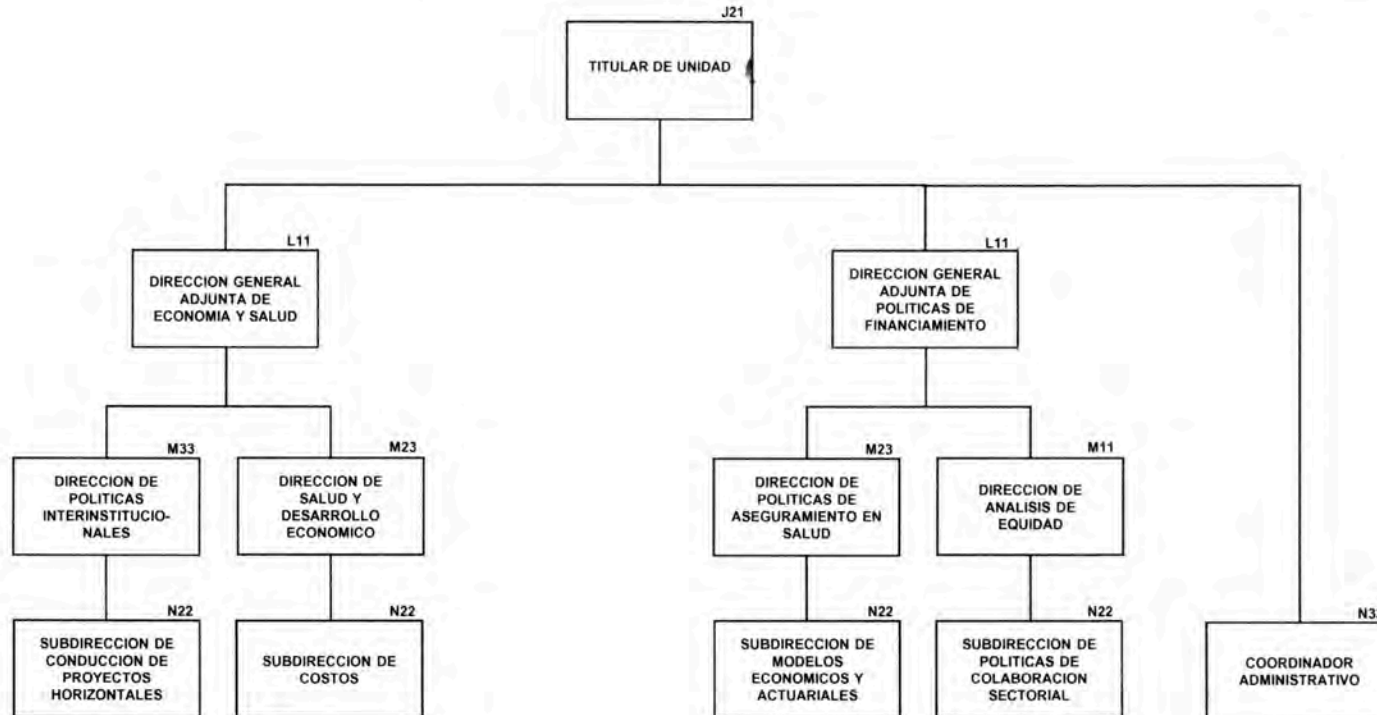 J21
TITULAR DE UNIDAD
L11
DIRECCION GENERAL
ADJUNTA DE
ECONOMIA Y SALUD
L11
DIRECCION GENERAL
ADJUNTA DE
POLITICAS DE
FINANCIAMIENTO
M33
DIRECCION DE
POLITICAS
INTERINSTITUCIO-
NALES
M23
DIRECCION DE
SALUD Y
DESARROLLO
ECONOMICO
M23
DIRECCION DE
POLITICAS DE
ASEGURAMIENTO EN
SALUD
M11
DIRECCION DE
ANALISIS DE
EQUIDAD
N22
SUBDIRECCION DE
CONDUCCION DE
PROYECTOS
HORIZONTALES
N22
SUBDIRECCION DE
COSTOS
N22
SUBDIRECCION DE
MODELOS
ECONOMICOS Y
ACTUARIALES
N22
SUBDIRECCION DE
POLITICAS DE
COLABORACION
SECTORIAL
COORDINADOR
ADMINISTRATIVO